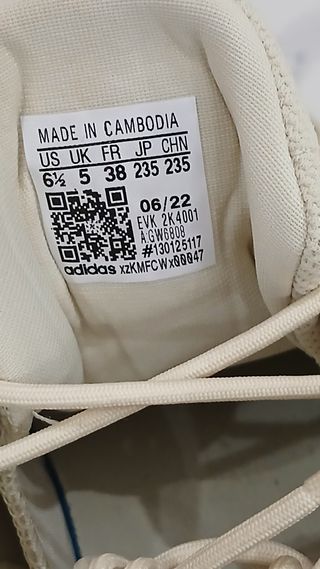 MADE IN CAMBODIA
US UK FR JP CHN
6½ 5 38 235 235
06/22
EVK 2K4001
A:GW6808
#130125117
adidas xzKMFCWx00047